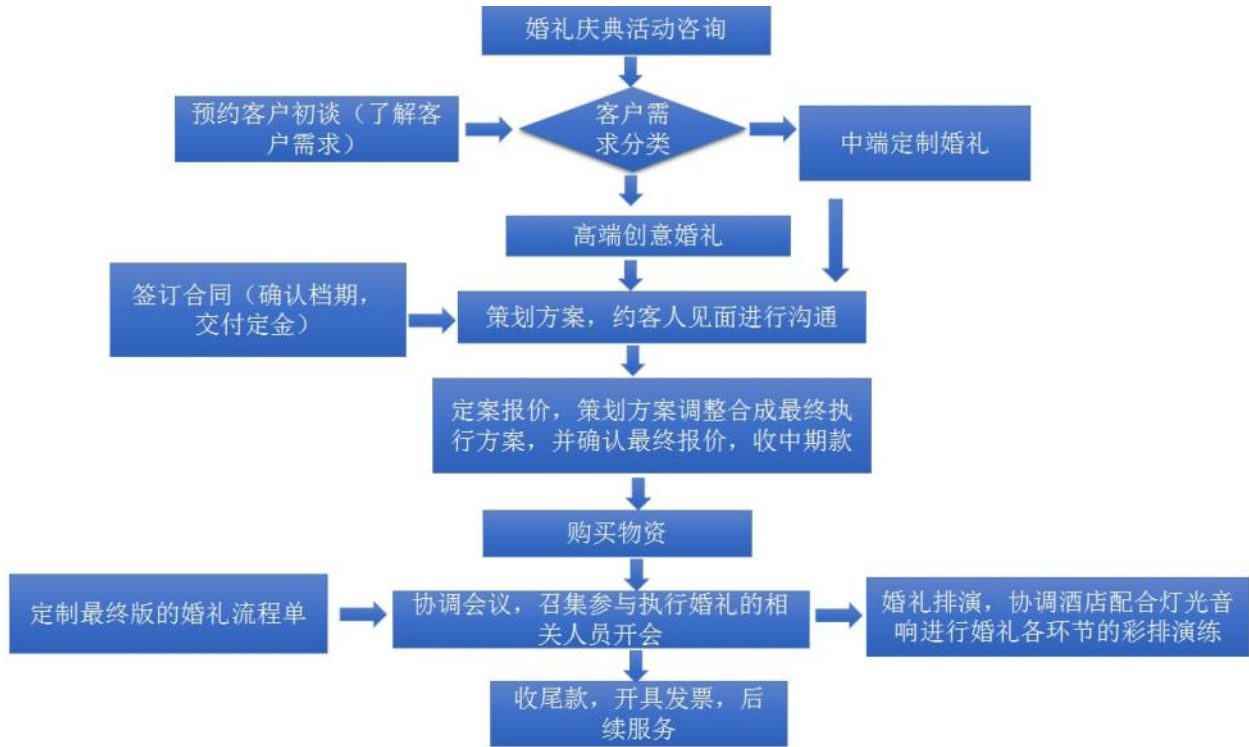 婚礼庆典活动咨询
预约客户初谈（了解客
户需求）
客户需
求分类
中端定制婚礼
高端创意婚礼
签订合同（确认档期，
交付定金）
策划方案，约客人见面进行沟通
定案报价，策划方案调整合成最终执
行方案，并确认最终报价，收中期款
购买物资
定制最终版的婚礼流程单
协调会议，召集参与执行婚礼的相
关人员开会
婚礼排演，协调酒店配合灯光音
响进行婚礼各环节的彩排演练
收尾款，开具发票，后
续服务